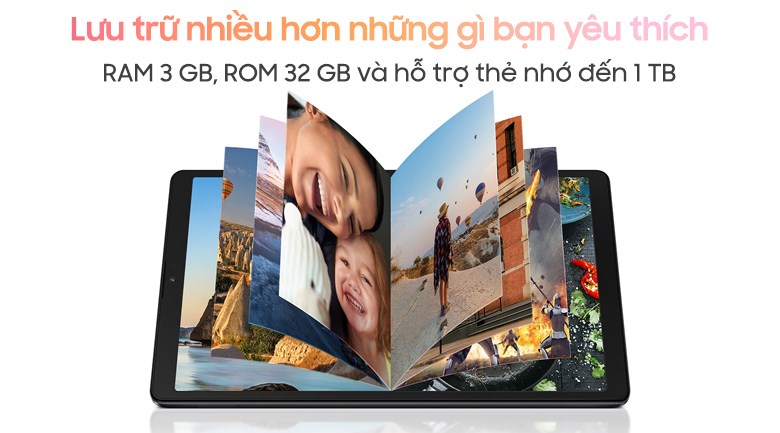 Lưu trữ nhiều hơn những gì bạn yêu thích
RAM 3 GB, ROM 32 GB và hỗ trợ thẻ nhớ đến 1 TB